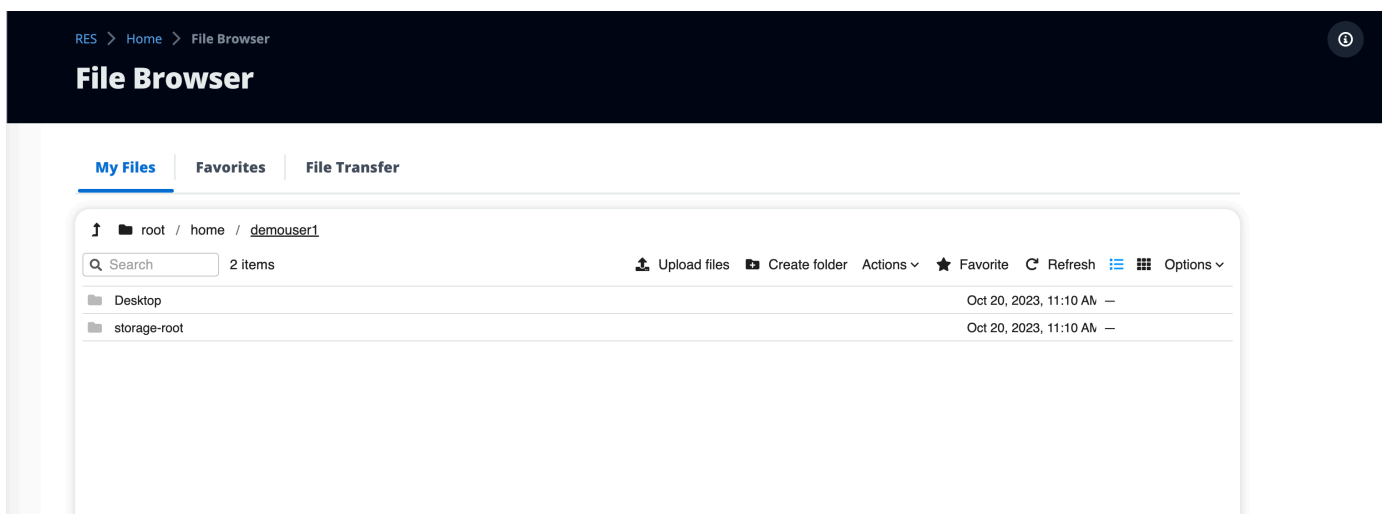 RES > Home > File Browser
File Browser
My Files Favorites File Transfer
root / home / demouser1
Search 2 items Upload files Create folder Actions Favorite Refresh Options
Desktop Oct 20, 2023, 11:10 AM —
storage-root Oct 20, 2023, 11:10 AM —